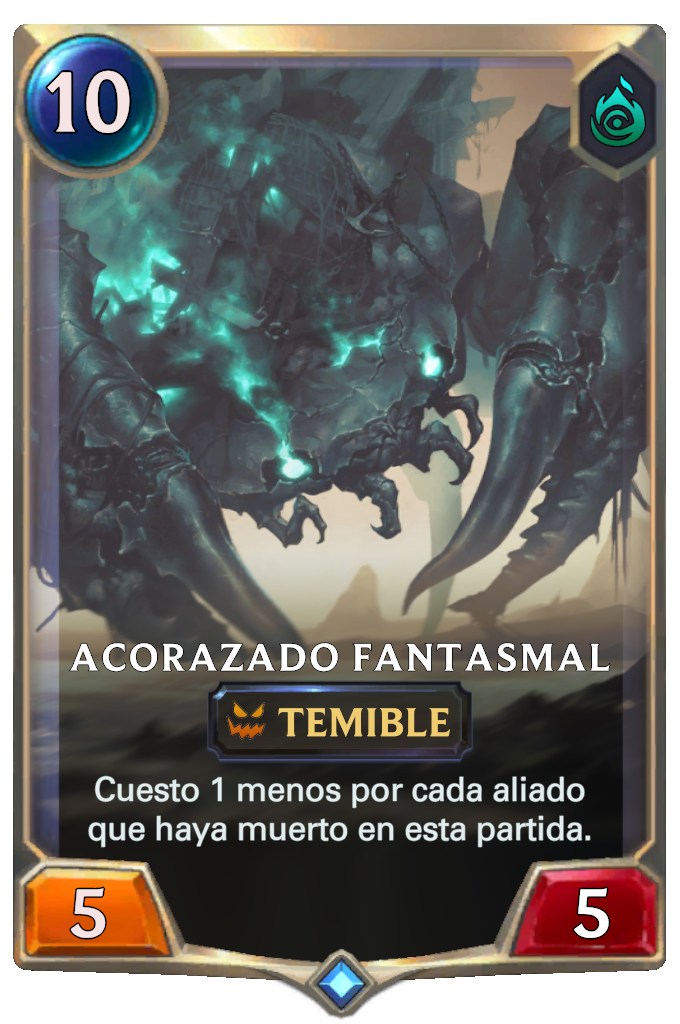 10
ACORAZADO FANTASMAL
TEMIBLE
Cuesto 1 menos por cada aliado
que haya muerto en esta partida.
5
5